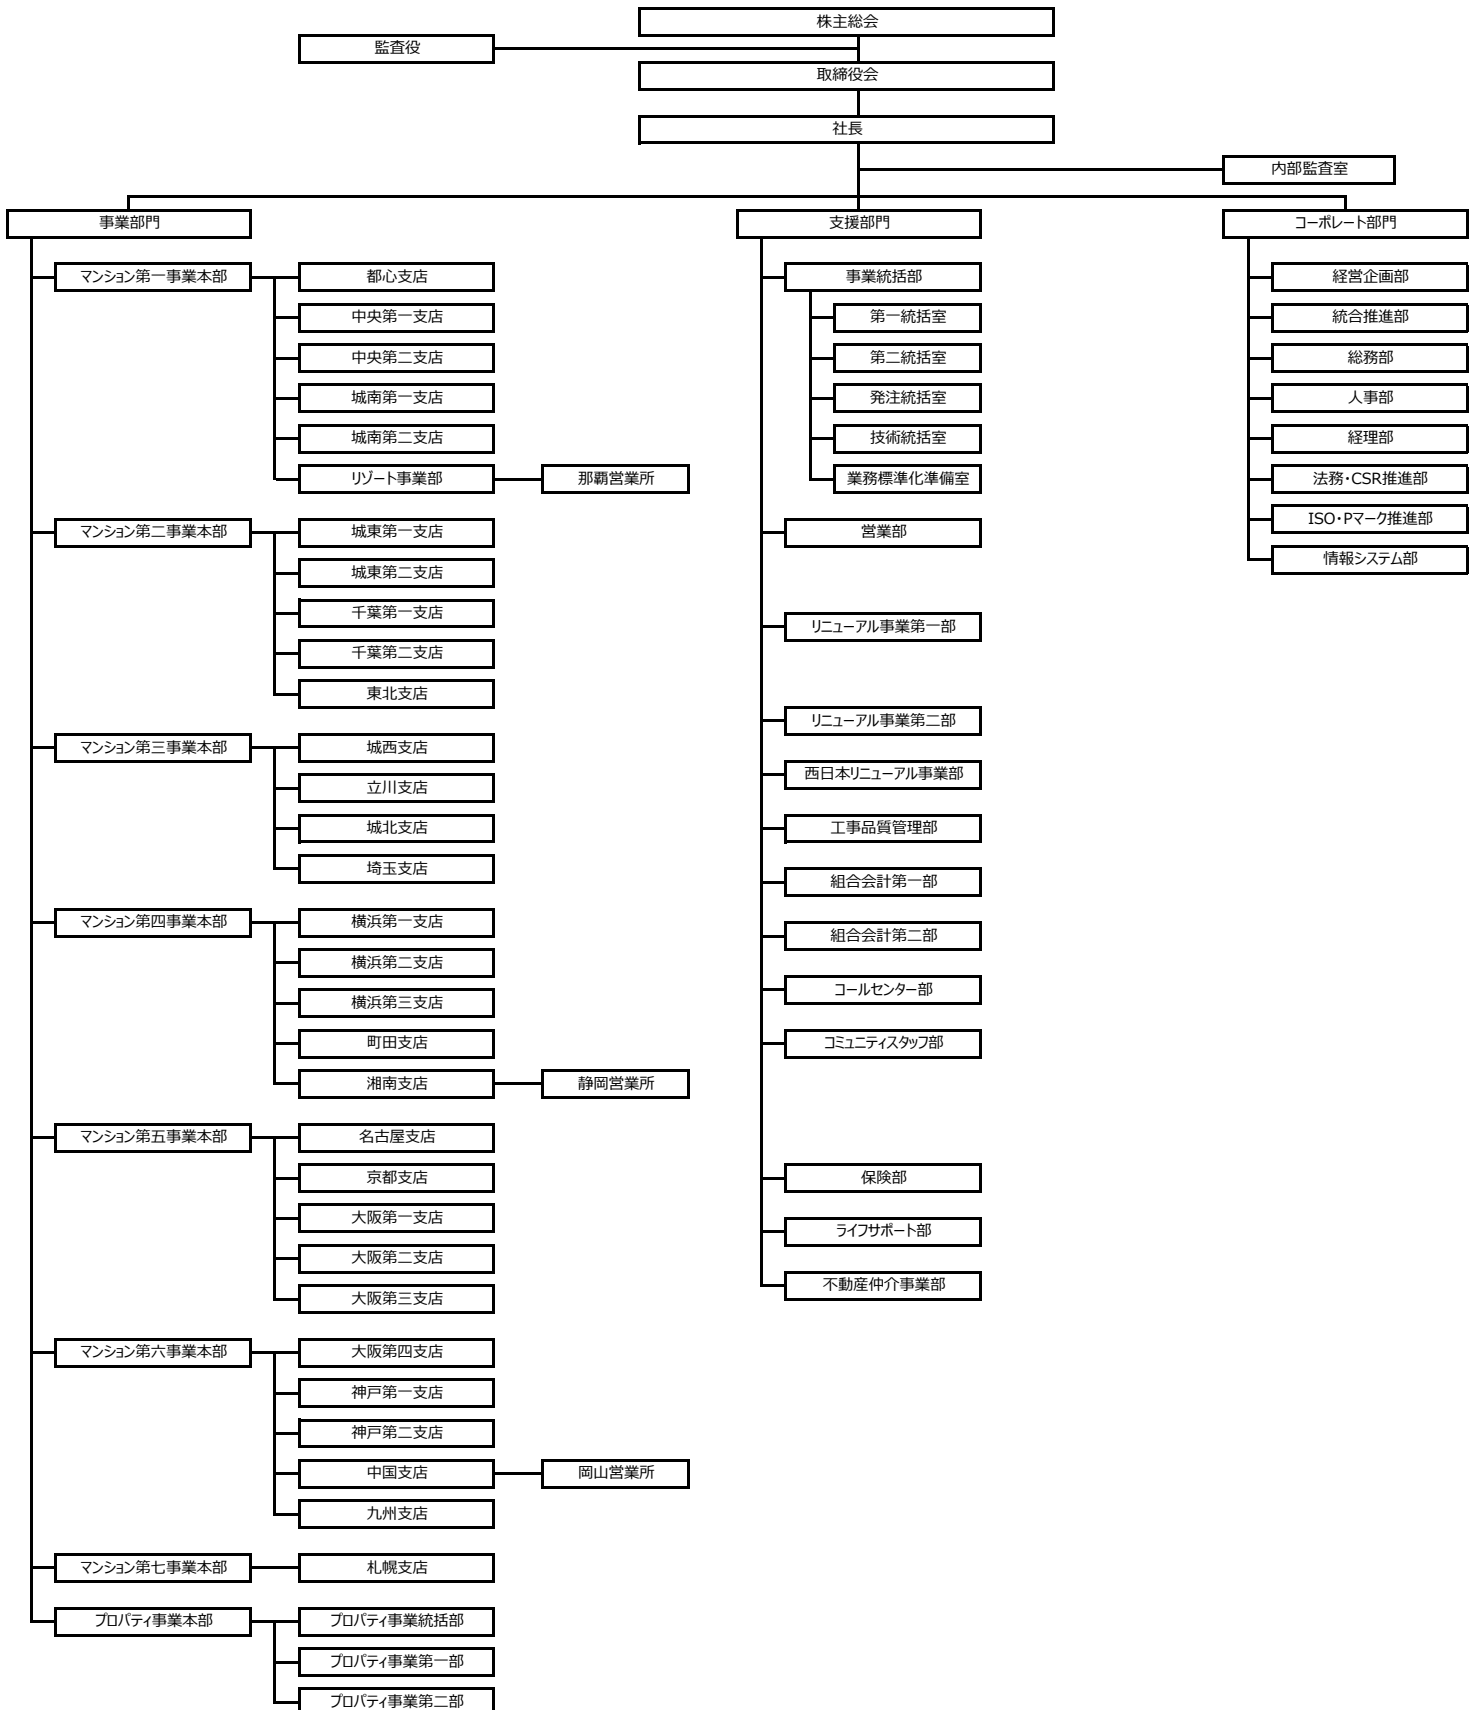 株主総会
監査役
取締役会
社長
内部監査室
事業部門
マンション第一事業本部
都心支店
中央第一支店
中央第二支店
城南第一支店
城南第二支店
リゾート事業部
那覇営業所
マンション第二事業本部
城東第一支店
城東第二支店
千葉第一支店
千葉第二支店
東北支店
マンション第三事業本部
城西支店
立川支店
城北支店
埼玉支店
マンション第四事業本部
横浜第一支店
横浜第二支店
横浜第三支店
町田支店
湘南支店
静岡営業所
マンション第五事業本部
名古屋支店
京都支店
大阪第一支店
大阪第二支店
大阪第三支店
マンション第六事業本部
大阪第四支店
神戸第一支店
神戸第二支店
中国支店
岡山営業所
九州支店
マンション第七事業本部
札幌支店
プロパティ事業本部
プロパティ事業統括部
プロパティ事業第一部
プロパティ事業第二部
支援部門
事業統括部
第一統括室
第二統括室
発注統括室
技術統括室
業務標準化準備室
営業部
リニューアル事業第一部
リニューアル事業第二部
西日本リニューアル事業部
工事品質管理部
組合会計第一部
組合会計第二部
コールセンター部
コミュニティスタッフ部
保険部
ライフサポート部
不動産仲介事業部
コーポレート部門
経営企画部
統合推進部
総務部
人事部
経理部
法務・CSR推進部
ISO・Pマーク推進部
情報システム部